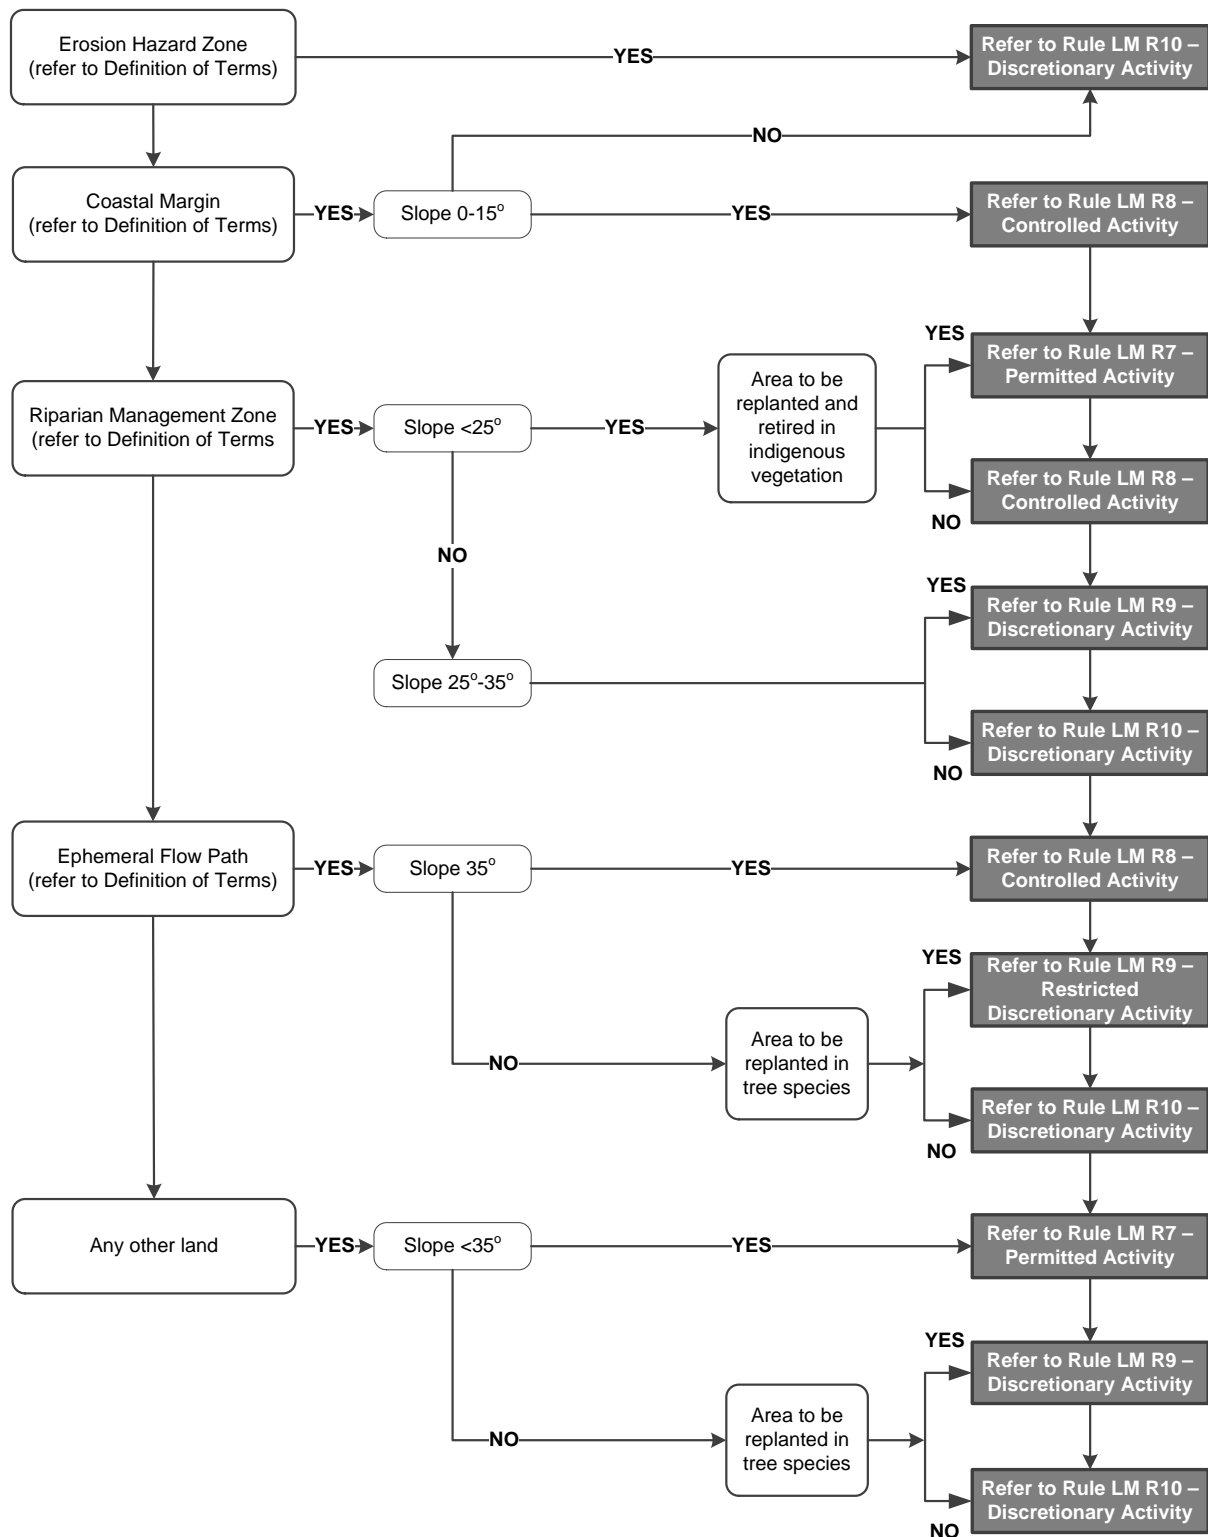 Erosion Hazard Zone
(refer to Definition of Terms)
YES
Refer to Rule LM R10 –
Discretionary Activity
NO
Coastal Margin
(refer to Definition of Terms)
YES
Slope 0-15°
YES
Refer to Rule LM R8 –
Controlled Activity
Riparian Management Zone
(refer to Definition of Terms
YES
Slope <25°
YES
Area to be
replanted and
retired in
indigenous
vegetation
YES
Refer to Rule LM R7 –
Permitted Activity
Refer to Rule LM R8 –
Controlled Activity
NO
NO
Slope 25°-35°
YES
Refer to Rule LM R9 –
Discretionary Activity
Refer to Rule LM R10 –
Discretionary Activity
NO
Ephemeral Flow Path
(refer to Definition of Terms)
YES
Slope 35°
YES
Refer to Rule LM R8 –
Controlled Activity
NO
Area to be
replanted in
tree species
YES
Refer to Rule LM R9 –
Restricted
Discretionary Activity
Refer to Rule LM R10 –
Discretionary Activity
NO
Any other land
YES
Slope <35°
YES
Refer to Rule LM R7 –
Permitted Activity
NO
Area to be
replanted in
tree species
YES
Refer to Rule LM R9 –
Discretionary Activity
Refer to Rule LM R10 –
Discretionary Activity
NO